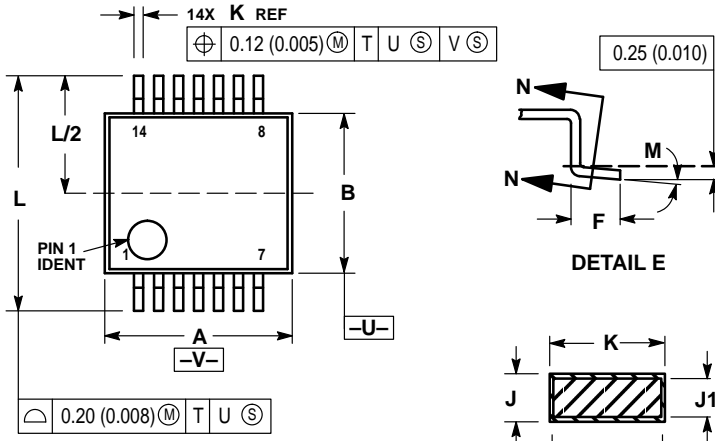 14X K REF
⌖ 0.12 (0.005) Ⓜ T U Ⓢ V Ⓢ
0.25 (0.010)
N
L/2
14 8
M
L
B
N
PIN 1
IDENT
1 7
F
DETAIL E
–U–
A
–V–
K
J
J1
⌓ 0.20 (0.008) Ⓜ T U Ⓢ